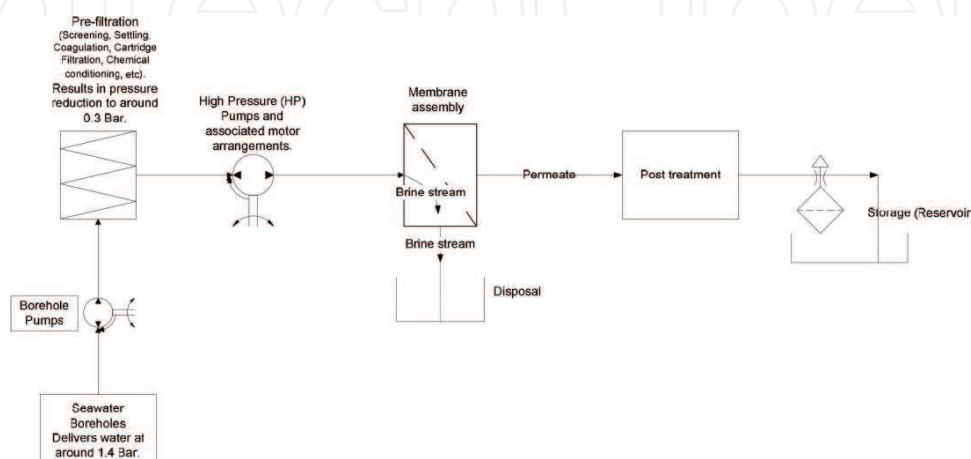 Pre-filtration
(Screening, Settling,
Coagulation, Cartridge
Filtration, Chemical
conditioning, etc).
Results in pressure
reduction to around
0.3 Bar.
High Pressure (HP)
Pumps and
associated motor
arrangements.
Membrane
assembly
Brine stream
Permeate
Post treatment
Storage (Reservoir
Brine stream
Disposal
Borehole
Pumps
Seawater
Boreholes
Delivers water at
around 1.4 Bar.